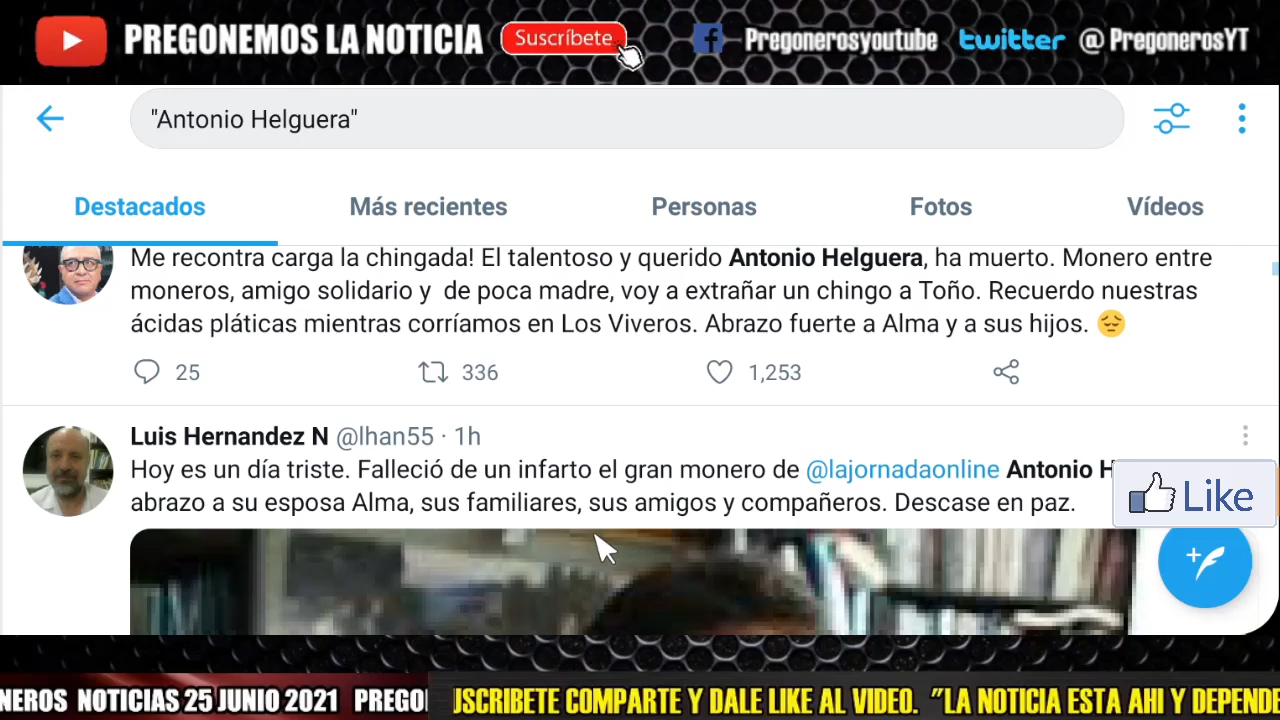 PREGONEMOS LA NOTICIA Suscríbete Pregonerosyoutube twitter @ PregonerosYT
"Antonio Helguera"
Destacados Más recientes Personas Fotos Vídeos
Me recontra carga la chingada! El talentoso y querido Antonio Helguera, ha muerto. Monero entre
moneros, amigo solidario y de poca madre, voy a extrañar un chingo a Toño. Recuerdo nuestras
ácidas pláticas mientras corríamos en Los Viveros. Abrazo fuerte a Alma y a sus hijos. 😔
25 336 1,253
Luis Hernandez N @lhan55 · 1h
Hoy es un día triste. Falleció de un infarto el gran monero de @lajornadaonline Antonio H
abrazo a su esposa Alma, sus familiares, sus amigos y compañeros. Descase en paz.
Like
NEROS NOTICIAS 25 JUNIO 2021 PREGO USCRIBETE COMPARTE Y DALE LIKE AL VIDEO. "LA NOTICIA ESTA AHI Y DEPENDE